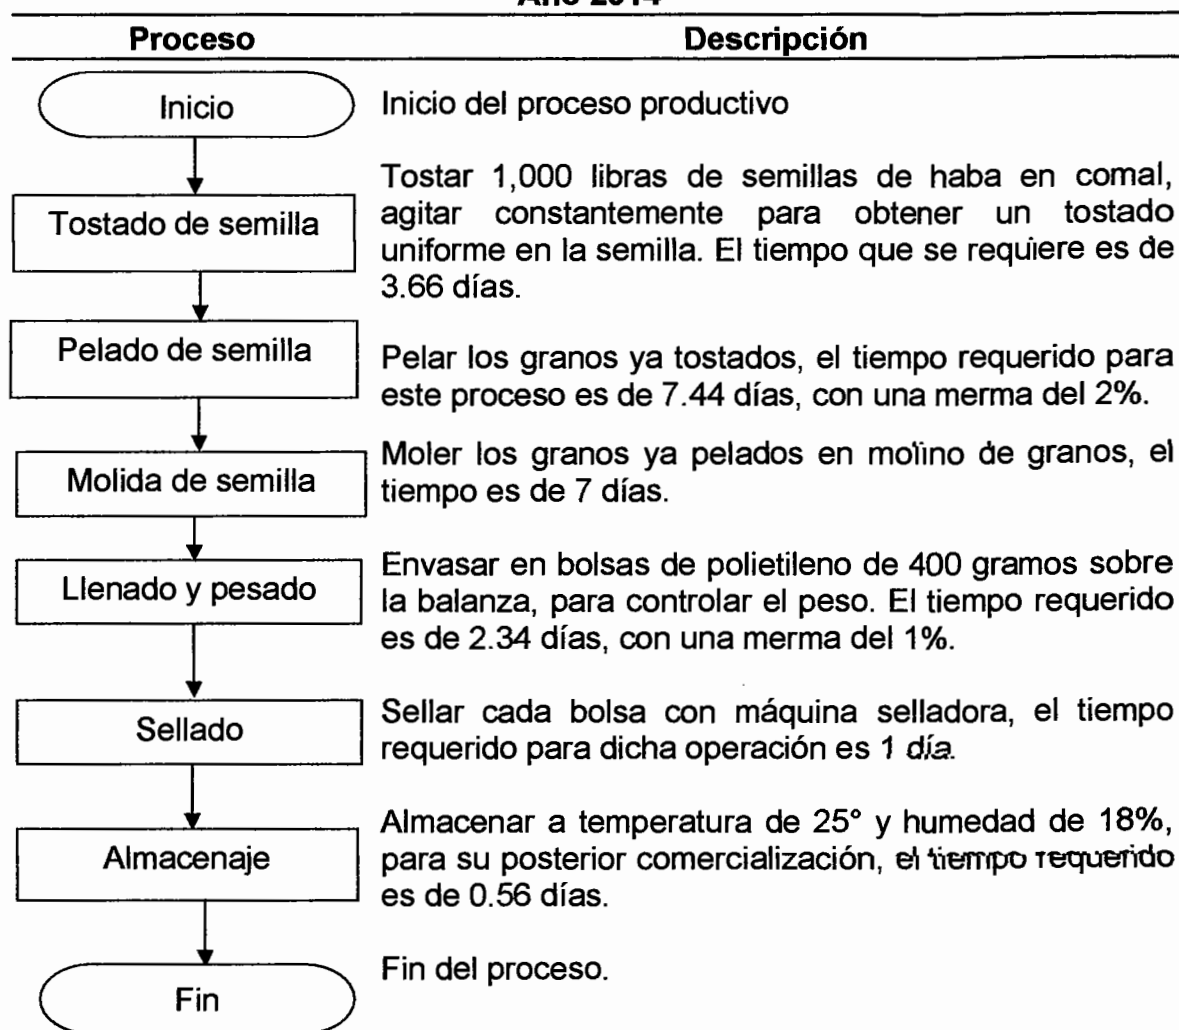 Año 2014
Proceso
Descripción
Inicio
Inicio del proceso productivo
Tostado de semilla
Tostar 1,000 libras de semillas de haba en comal,
agitar constantemente para obtener un tostado
uniforme en la semilla. El tiempo que se requiere es de
3.66 días.
Pelado de semilla
Pelar los granos ya tostados, el tiempo requerido para
este proceso es de 7.44 días, con una merma del 2%.
Molida de semilla
Moler los granos ya pelados en molino de granos, el
tiempo es de 7 días.
Llenado y pesado
Envasar en bolsas de polietileno de 400 gramos sobre
la balanza, para controlar el peso. El tiempo requerido
es de 2.34 días, con una merma del 1%.
Sellado
Sellar cada bolsa con máquina selladora, el tiempo
requerido para dicha operación es 1 día.
Almacenaje
Almacenar a temperatura de 25° y humedad de 18%,
para su posterior comercialización, el tiempo requerido
es de 0.56 días.
Fin del proceso.
Fin